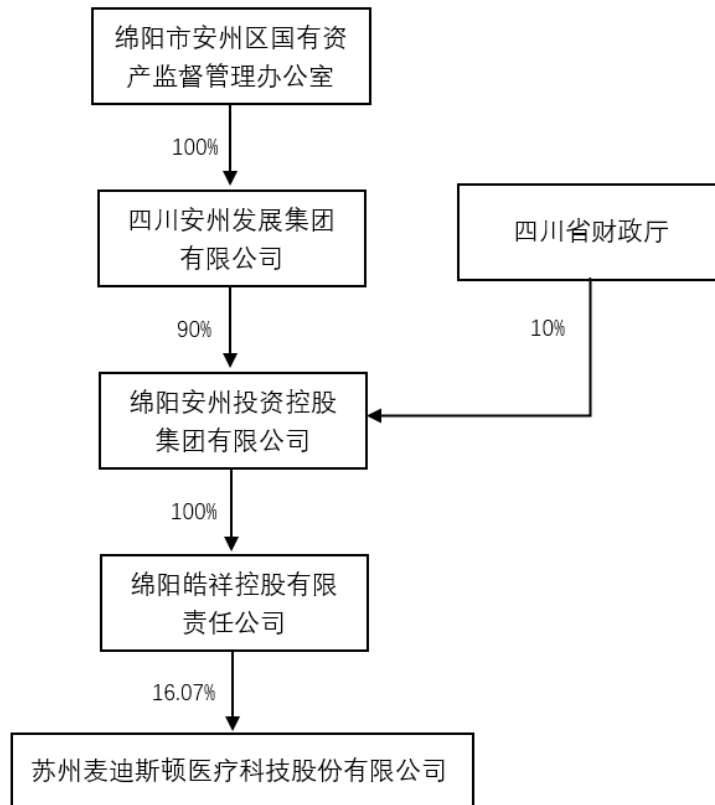 绵阳市安州区国有资
产监督管理办公室
100%
四川安州发展集团
有限公司
四川省财政厅
90%
10%
绵阳安州投资控股
集团有限公司
100%
绵阳皓祥控股有限
责任公司
16.07%
苏州麦迪斯顿医疗科技股份有限公司